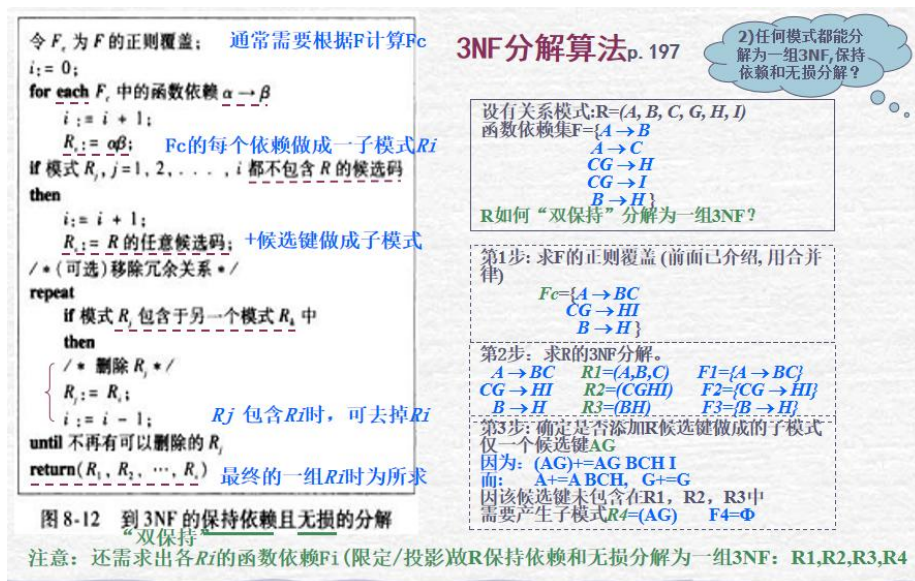 令 Fc 为 F 的正则覆盖； 通常需要根据F计算Fc
i:= 0;
for each Fc 中的函数依赖 α→β
i := i + 1;
Ri := αβ; Fc的每个依赖做成一子模式Ri
if 模式 Rj, j=1, 2, . . . , i 都不包含 R 的候选码
then
i:= i + 1;
Ri := R 的任意候选码; +候选键做成子模式
/*(可选)移除冗余关系*/
repeat
if 模式 Rj 包含于另一个模式 Rk 中
then
/* 删除 Rj */
Rj := Ri;
i := i − 1; Rj 包含Ri时，可去掉Ri
until 不再有可以删除的 Rj
return(R1, R2, ⋯, Ri) 最终的一组Ri时为所求
图 8-12 到 3NF 的保持依赖且无损的分解
“双保持”
3NF分解算法p.197
2)任何模式都能分
解为一组3NF,保持
依赖和无损分解？
设有关系模式:R=(A, B, C, G, H, I)
函数依赖集F={A→B
A→C
CG→H
CG→I
B→H}
R如何“双保持”分解为一组3NF？
第1步: 求F的正则覆盖 (前面已介绍, 用合并
律)
Fc={A→BC
CG→HI
B→H }
第2步：求R的3NF分解。
A→BC R1=(A,B,C) F1={A→BC}
CG→HI R2=(CGHI) F2={CG→HI}
B→H R3=(BH) F3={B→H}
第3步: 确定是否添加R候选键做成的子模式
仅一个候选键AG
因为：(AG)+=AG BCH I
而： A+=A BCH, G+=G
因该候选键未包含在R1，R2，R3中
需要产生子模式R4=(AG) F4=Φ
注意：还需求出各Ri的函数依赖Fi(限定/投影)故R保持依赖和无损分解为一组3NF：R1,R2,R3,R4